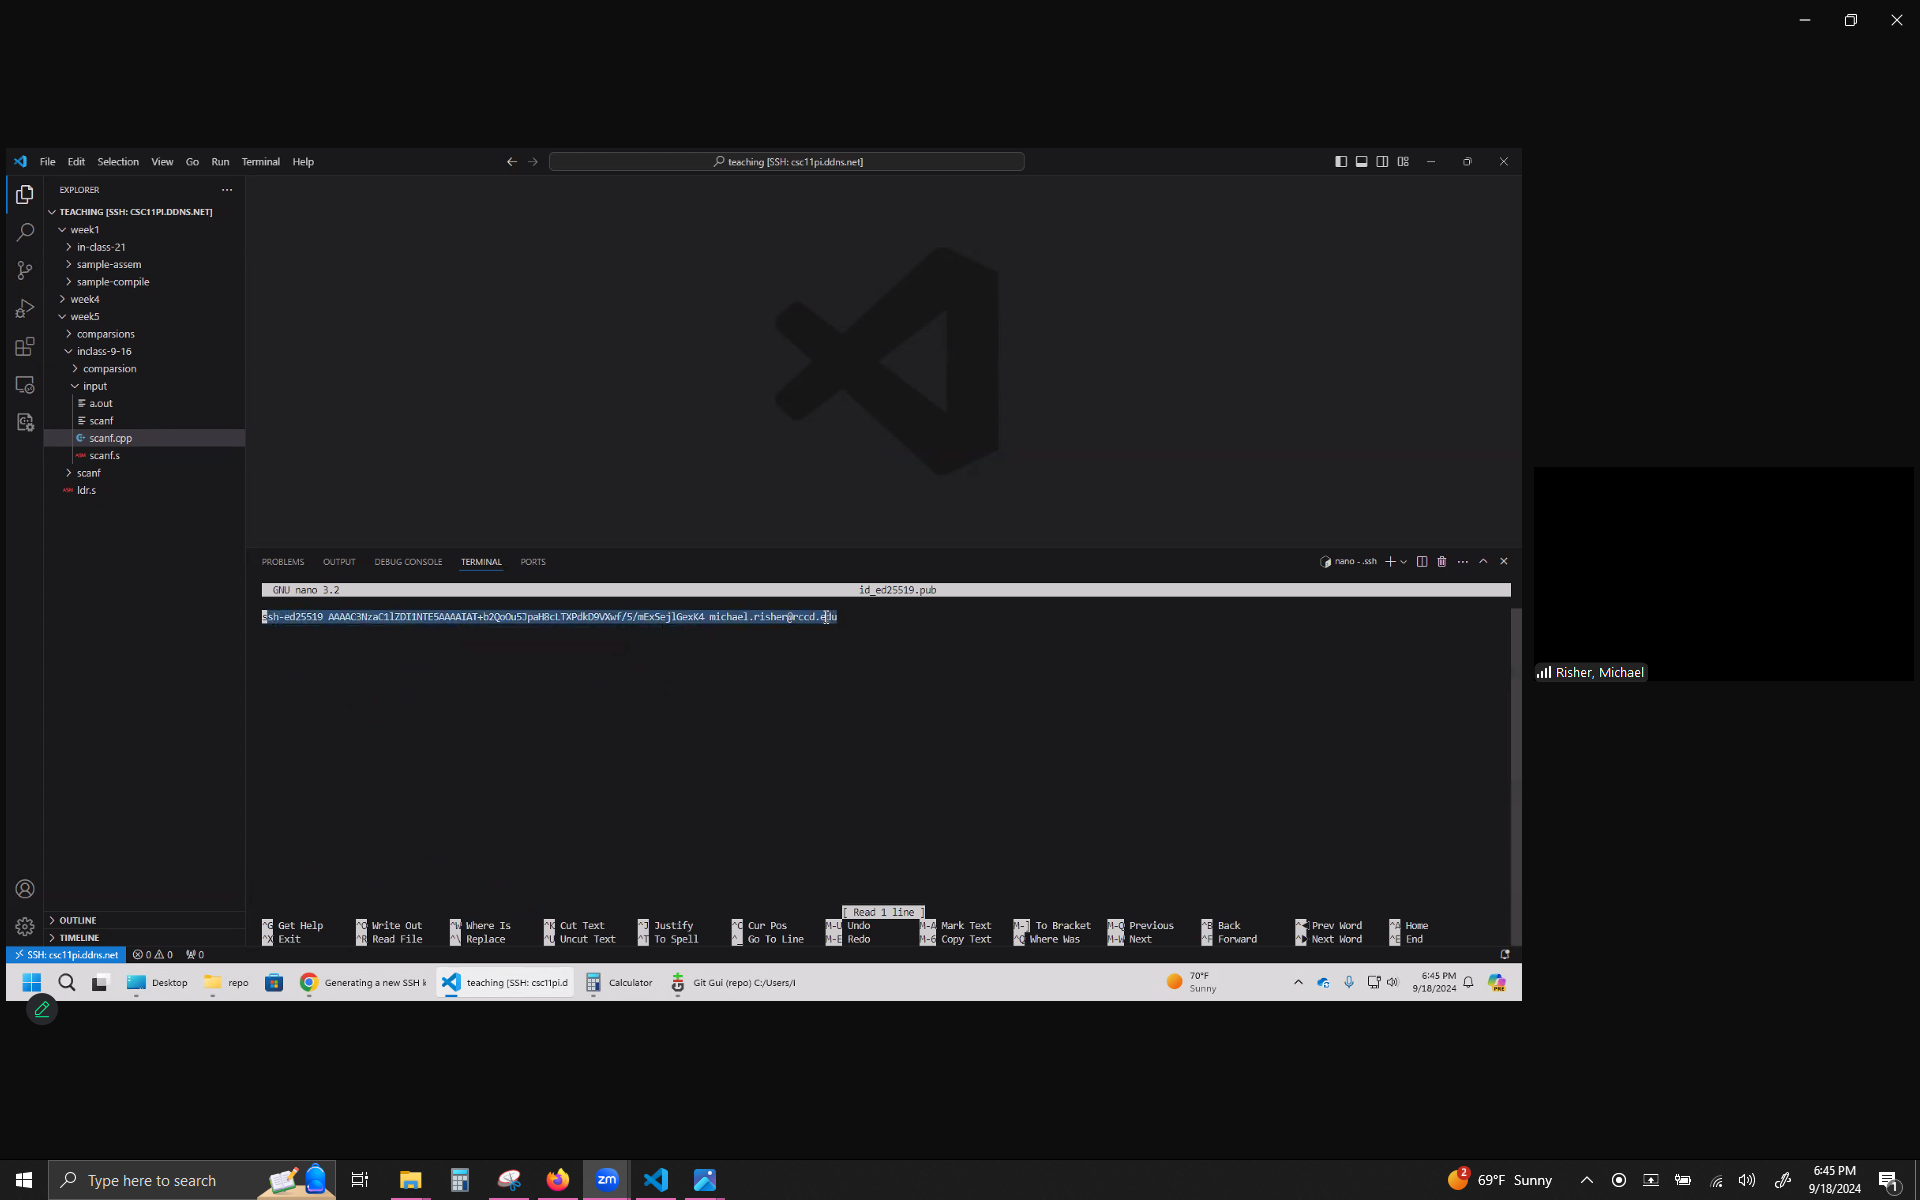 File Edit Selection View Go Run Terminal Help
teaching [SSH: csc11pi.ddns.net]
EXPLORER
TEACHING [SSH: CSC11PI.DDNS.NET]
week1
in-class-21
sample-assem
sample-compile
week4
week5
comparsions
inclass-9-16
comparsion
input
a.out
scanf
scanf.cpp
ASM scanf.s
scanf
ASM ldr.s
OUTLINE
TIMELINE
PROBLEMS OUTPUT DEBUG CONSOLE TERMINAL PORTS
nano - .ssh
GNU nano 3.2 id_ed25519.pub
ssh-ed25519 michael.risher@rccd.edu
[ Read 1 line ]
^G Get Help ^O Write Out ^W Where Is ^K Cut Text ^J Justify ^C Cur Pos M-U Undo M-A Mark Text M-] To Bracket M-Q Previous ^B Back ^◀ Prev Word ^A Home
^X Exit ^R Read File ^\ Replace ^U Uncut Text ^T To Spell ^_ Go To Line M-E Redo M-6 Copy Text ^Q Where Was M-W Next ^F Forward ^▶ Next Word ^E End
SSH: csc11pi.ddns.net 0 0 0
Desktop repo Generating a new SSH k teaching [SSH: csc11pi.d Calculator Git Gui (repo) C:/Users/I
70°F
Sunny
6:45 PM
9/18/2024
PRE
Risher, Michael
Type here to search
zm
2
69°F Sunny
6:45 PM
9/18/2024
1